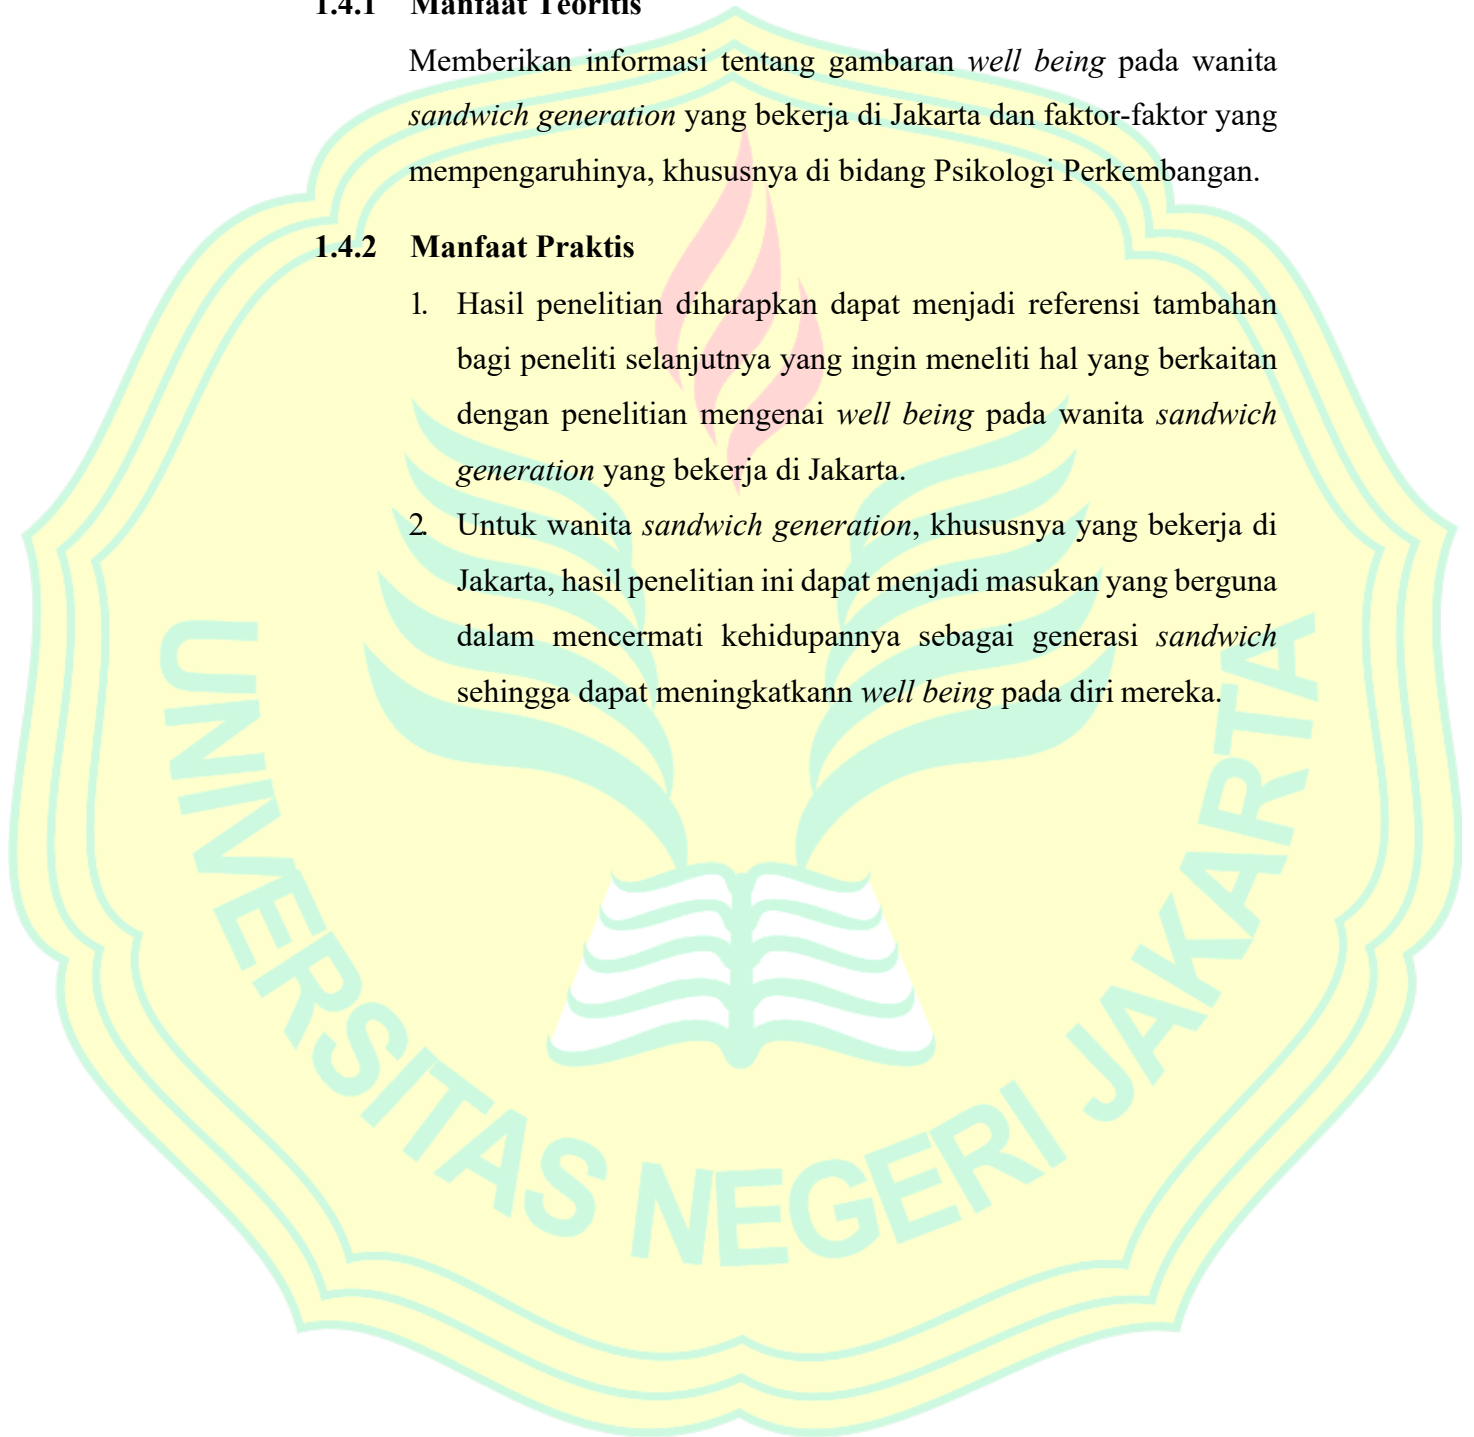 1.4.1 Manfaat Teoritis
Memberikan informasi tentang gambaran well being pada wanita
sandwich generation yang bekerja di Jakarta dan faktor-faktor yang
mempengaruhinya, khususnya di bidang Psikologi Perkembangan.
1.4.2 Manfaat Praktis
1. Hasil penelitian diharapkan dapat menjadi referensi tambahan
bagi peneliti selanjutnya yang ingin meneliti hal yang berkaitan
dengan penelitian mengenai well being pada wanita sandwich
generation yang bekerja di Jakarta.
2. Untuk wanita sandwich generation, khususnya yang bekerja di
Jakarta, hasil penelitian ini dapat menjadi masukan yang berguna
dalam mencermati kehidupannya sebagai generasi sandwich
sehingga dapat meningkatkann well being pada diri mereka.
UNIVERSITAS NEGERI JAKARTA